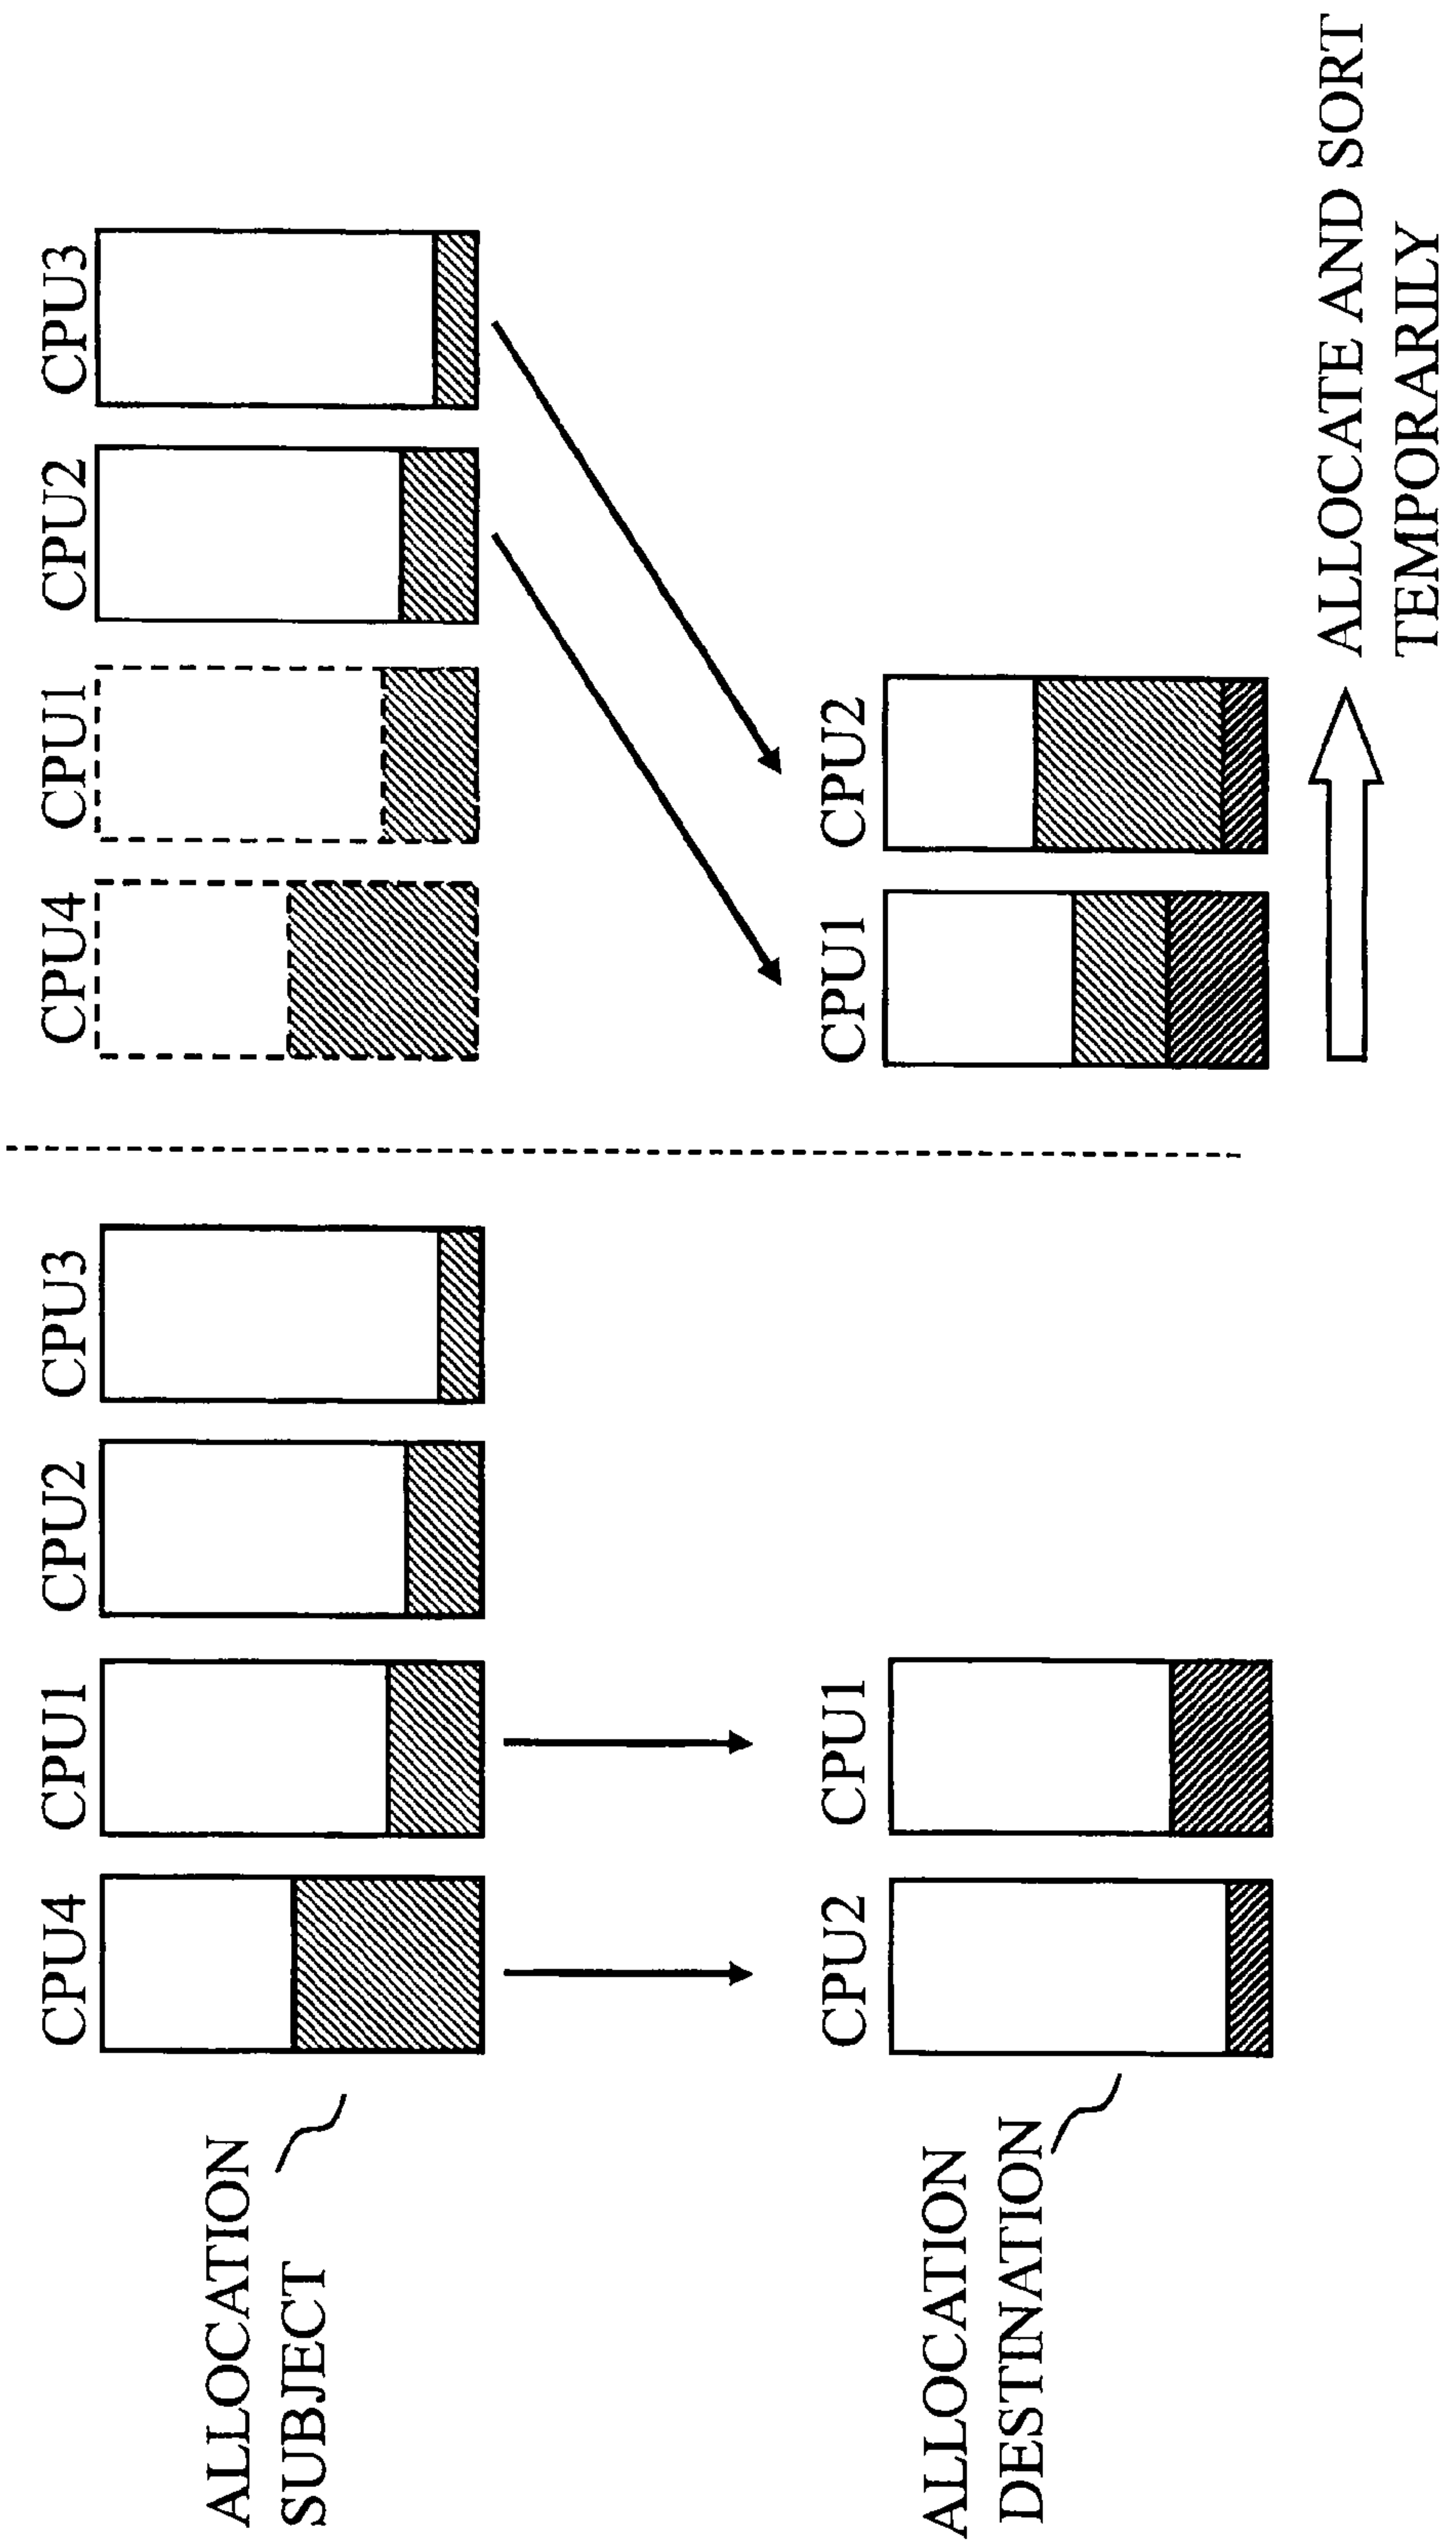 ALLOCATION
SUBJECT
CPU4
CPU1
CPU2
CPU3
CPU4
CPU1
CPU2
CPU3
ALLOCATION
DESTINATION
CPU2
CPU1
CPU1
CPU2
ALLOCATE AND SORT
TEMPORARILY